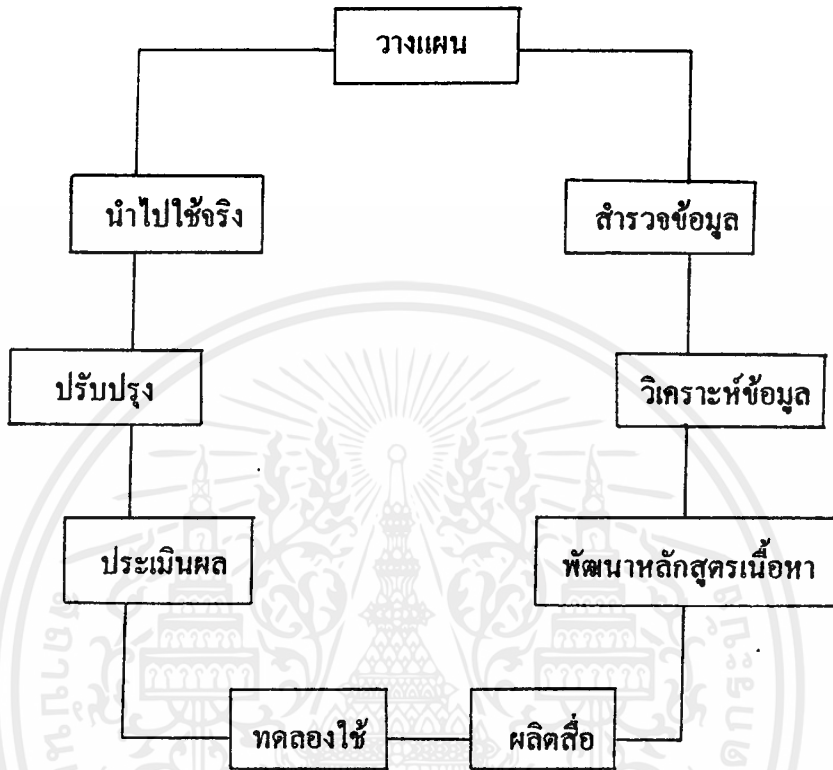 วางแผน
นำไปใช้จริง
สำรวจข้อมูล
ปรับปรุง
วิเคราะห์ข้อมูล
ประเมินผล
พัฒนาหลักสูตรเนื้อหา
ทดลองใช้
ผลิตสื่อ